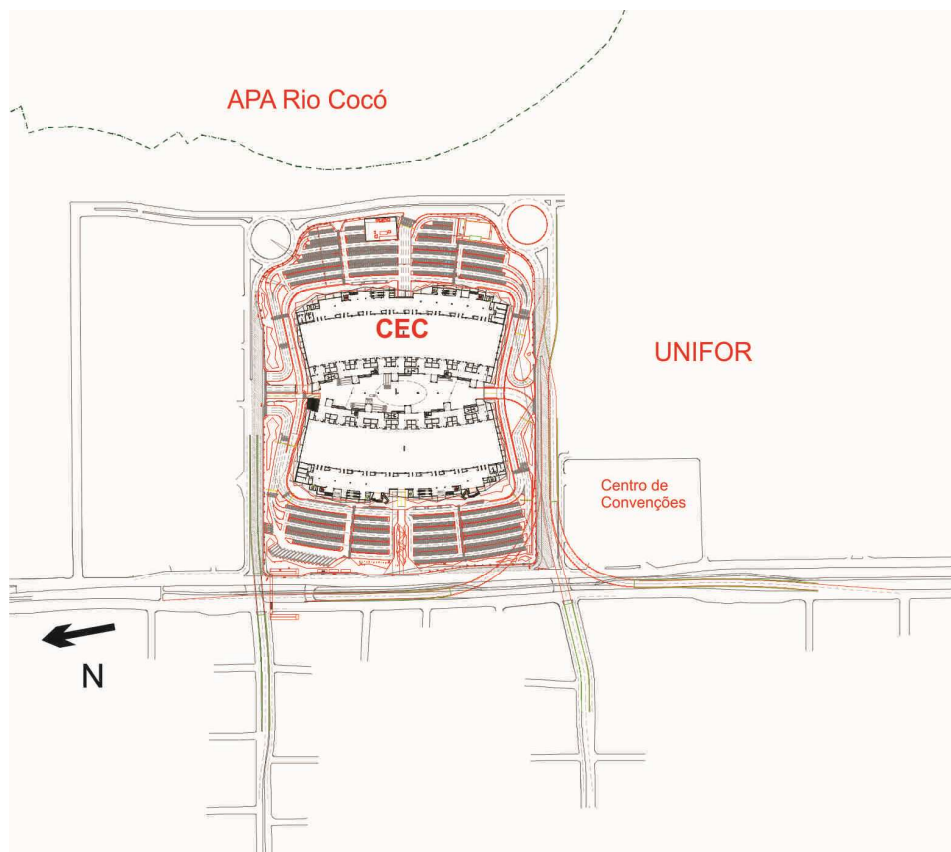 APA Rio Cocó
CEC
UNIFOR
Centro de
Convenções
N